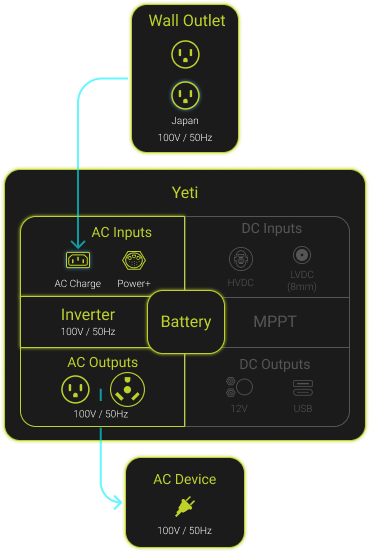 Wall Outlet
Japan
100V / 50Hz
Yeti
AC Inputs
AC Charge
Power+
DC Inputs
HVDC
LVDC
(8mm)
Inverter
100V / 50Hz
Battery
MPPT
AC Outputs
100V / 50Hz
DC Outputs
12V
USB
AC Device
100V / 50Hz